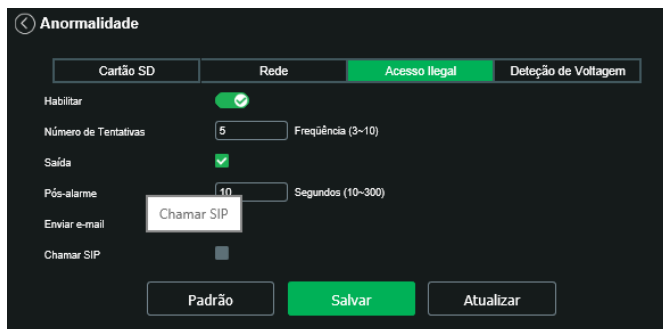 Anormalidade
Cartão SD Rede Acesso Ilegal Deteção de Voltagem
Habilitar
Número de Tentativas 5 Freqüência (3~10)
Saída
Pós-alarme 10 Segundos (10~300)
Chamar SIP
Enviar e-mail
Chamar SIP
Padrão Salvar Atualizar